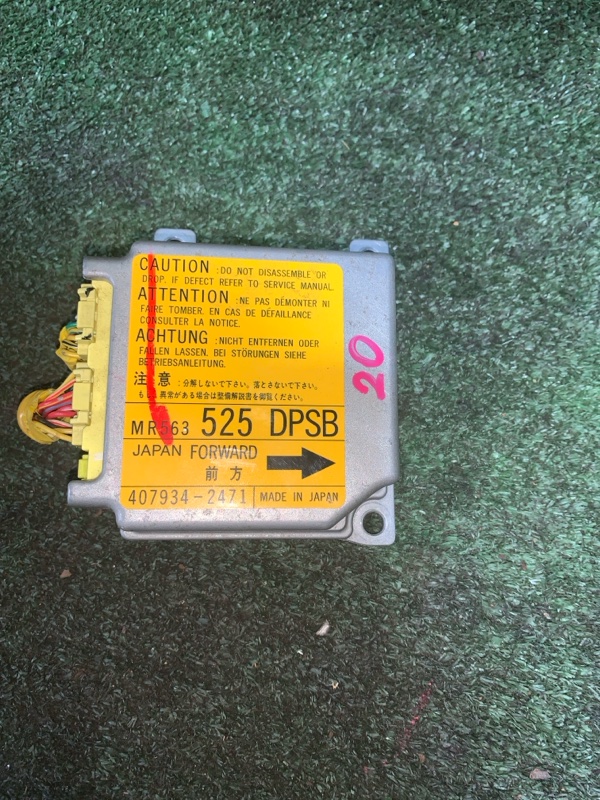 CAUTION :DO NOT DISASSEMBLE OR
DROP. IF DEFECT REFER TO SERVICE MANUAL.
ATTENTION :NE PAS DÉMONTER NI
FAIRE TOMBER. EN CAS DE DÉFAILLANCE
CONSULTER LA NOTICE.
ACHTUNG :NICHT ENTFERNEN ODER
FALLEN LASSEN. BEI STÖRUNGEN SIEHE
BETRIEBSANLEITUNG.
注 意 :分解しないで下さい。落とさないで下さい。
もし異常がある場合は整備解説書を御覧ください。
MR563 525 DPSB
JAPAN FORWARD
前 方
407934-2471 MADE IN JAPAN
20